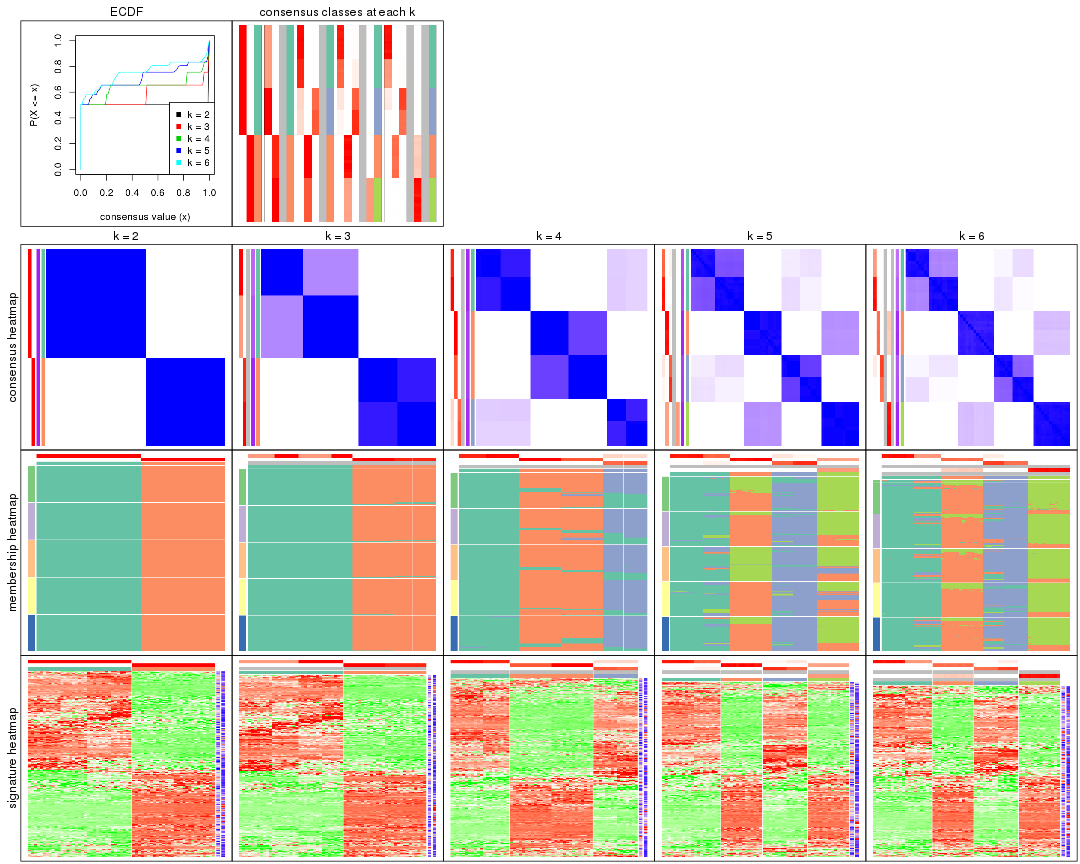 ECDF
consensus classes at each k
P(X <= x)
1.0
0.8
0.6
0.4
0.2
0.0
k = 2
k = 3
k = 4
k = 5
k = 6
0.0 0.2 0.4 0.6 0.8 1.0
consensus value (x)
k = 2 k = 3 k = 4 k = 5 k = 6
consensus heatmap
membership heatmap
signature heatmap